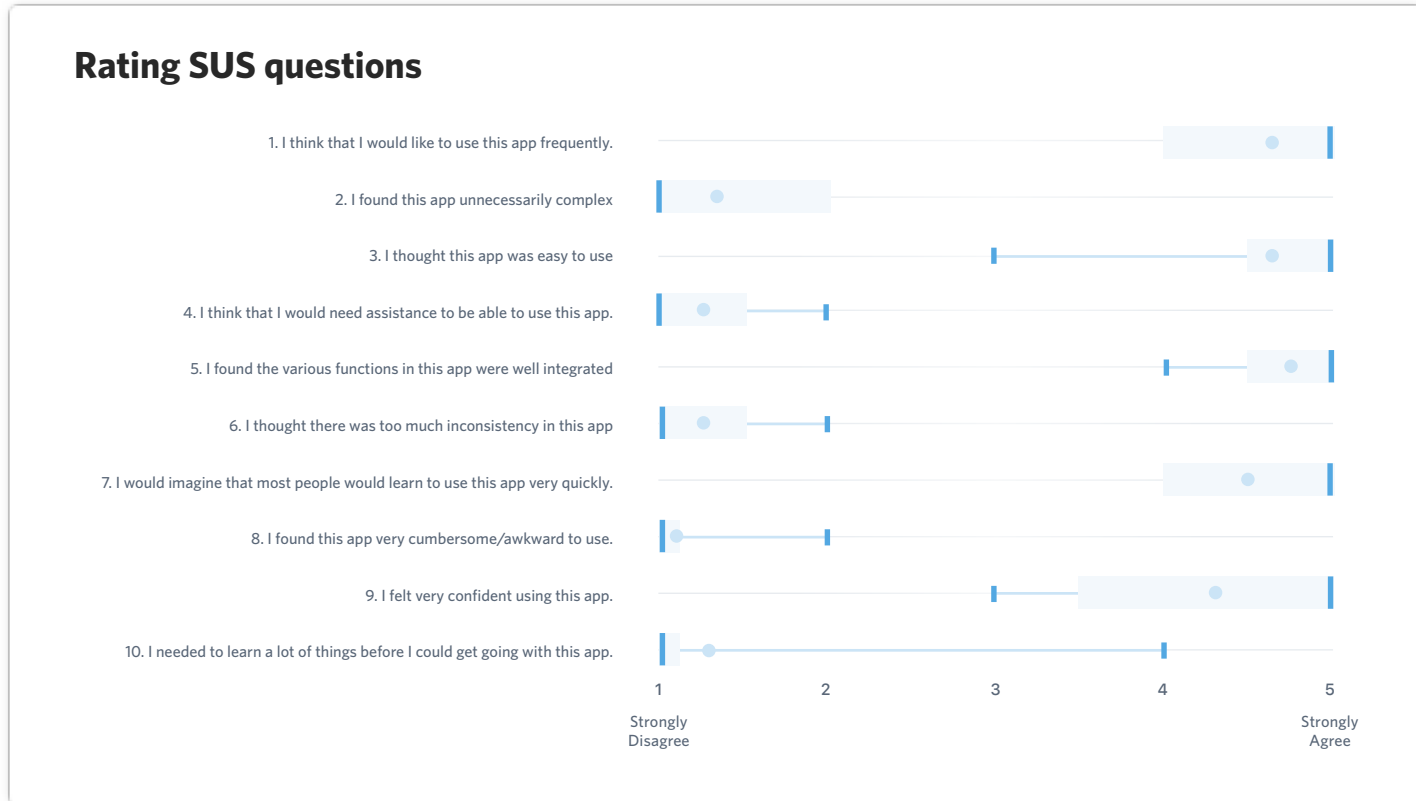 Rating SUS questions
1. I think that I would like to use this app frequently.
2. I found this app unnecessarily complex
3. I thought this app was easy to use
4. I think that I would need assistance to be able to use this app.
5. I found the various functions in this app were well integrated
6. I thought there was too much inconsistency in this app
7. I would imagine that most people would learn to use this app very quickly.
8. I found this app very cumbersome/awkward to use.
9. I felt very confident using this app.
10. I needed to learn a lot of things before I could get going with this app.
1 2 3 4 5
Strongly Strongly
Disagree Agree